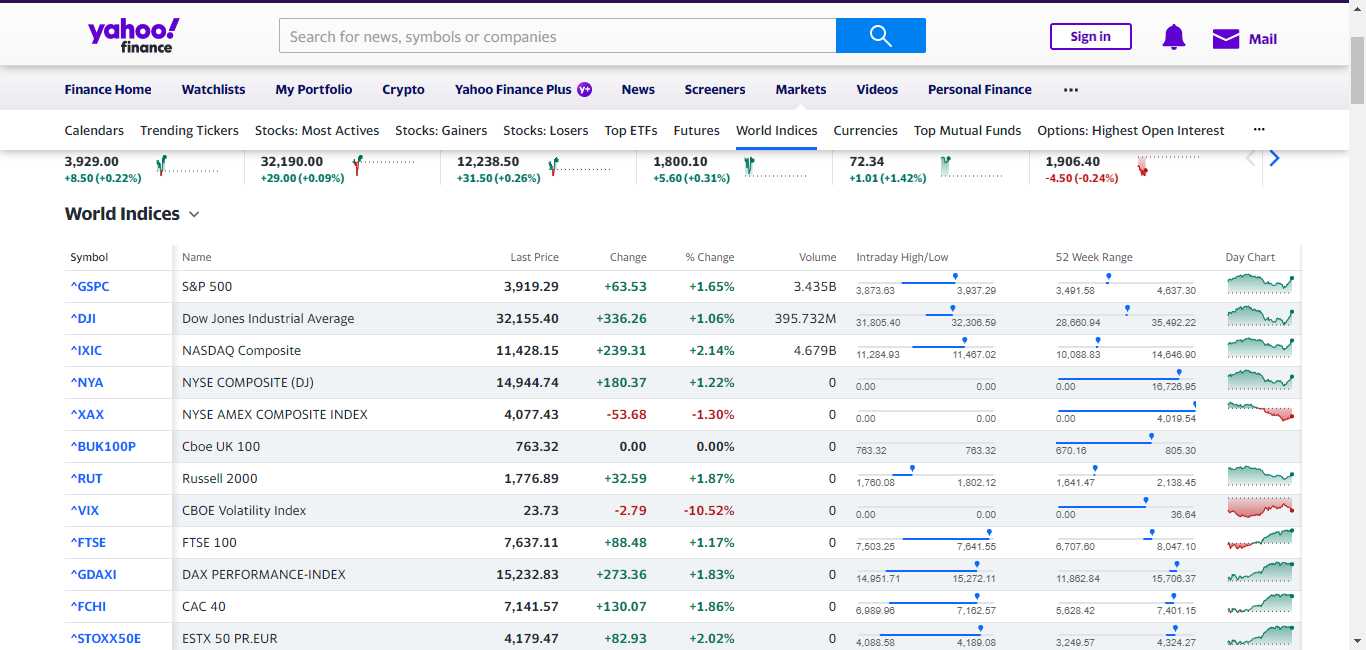 yahoo! finance
Search for news, symbols or companies
Sign in
Mail
Finance Home Watchlists My Portfolio Crypto Yahoo Finance Plus Y+ News Screeners Markets Videos Personal Finance ...
Calendars Trending Tickers Stocks: Most Actives Stocks: Gainers Stocks: Losers Top ETFs Futures World Indices Currencies Top Mutual Funds Options: Highest Open Interest ...
3,929.00 32,190.00 12,238.50 1,800.10 72.34 1,906.40
+8.50 (+0.22%) +29.00 (+0.09%) +31.50 (+0.26%) +5.60 (+0.31%) +1.01 (+1.42%) -4.50 (-0.24%)
World Indices
Symbol Name Last Price Change % Change Volume Intraday High/Low 52 Week Range Day Chart
^GSPC S&P 500 3,919.29 +63.53 +1.65% 3.435B 3,873.63 3,937.29 3,491.58 4,637.30
^DJI Dow Jones Industrial Average 32,155.40 +336.26 +1.06% 395.732M 31,805.40 32,306.59 28,660.94 35,492.22
^IXIC NASDAQ Composite 11,428.15 +239.31 +2.14% 4.679B 11,284.93 11,467.02 10,088.83 14,646.90
^NYA NYSE COMPOSITE (DJ) 14,944.74 +180.37 +1.22% 0 0.00 0.00 0.00 16,726.95
^XAX NYSE AMEX COMPOSITE INDEX 4,077.43 -53.68 -1.30% 0 0.00 0.00 0.00 4,019.54
^BUK100P Cboe UK 100 763.32 0.00 0.00% 0 763.32 763.32 670.16 805.30
^RUT Russell 2000 1,776.89 +32.59 +1.87% 0 1,760.08 1,802.12 1,641.47 2,138.45
^VIX CBOE Volatility Index 23.73 -2.79 -10.52% 0 0.00 0.00 0.00 36.64
^FTSE FTSE 100 7,637.11 +88.48 +1.17% 0 7,503.25 7,641.55 6,707.60 8,047.10
^GDAXI DAX PERFORMANCE-INDEX 15,232.83 +273.36 +1.83% 0 14,951.71 15,272.11 11,862.84 15,706.37
^FCHI CAC 40 7,141.57 +130.07 +1.86% 0 6,989.96 7,162.57 5,628.42 7,401.15
^STOXX50E ESTX 50 PR.EUR 4,179.47 +82.93 +2.02% 0 4,088.58 4,189.08 3,249.57 4,324.27